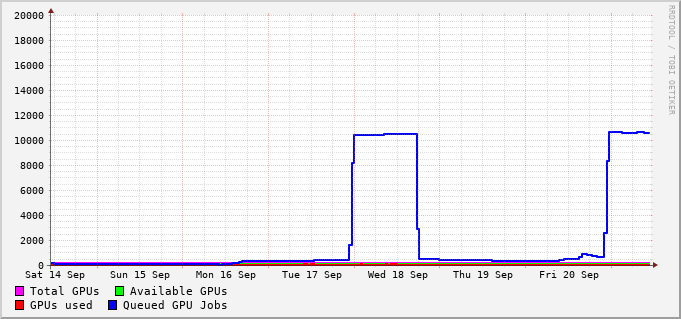 20000
18000
16000
14000
12000
10000
8000
6000
4000
2000
0
Sat 14 Sep Sun 15 Sep Mon 16 Sep Tue 17 Sep Wed 18 Sep Thu 19 Sep Fri 20 Sep
Total GPUs Available GPUs
GPUs used Queued GPU Jobs
RRDTOOL / TOBI OETIKER